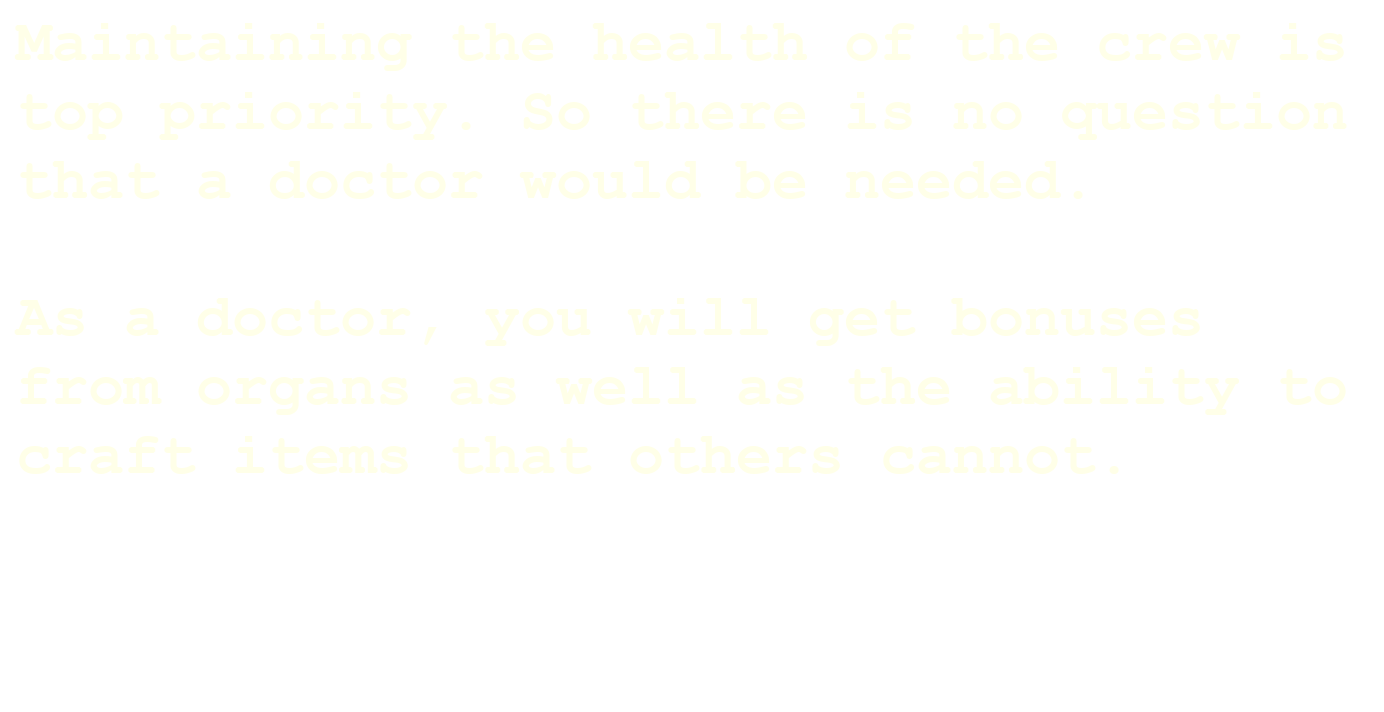 Maintaining the health of the crew is
top priority. So there is no question
that a doctor would be needed.
As a doctor, you will get bonuses
from organs as well as the ability to
craft items that others cannot.